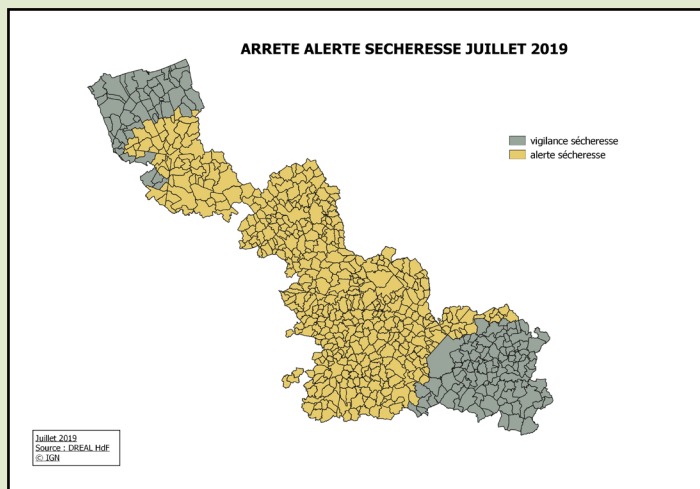 ARRETE ALERTE SECHERESSE JUILLET 2019
vigilance sécheresse
alerte sécheresse
Juillet 2019
Source : DREAL HdF
© IGN